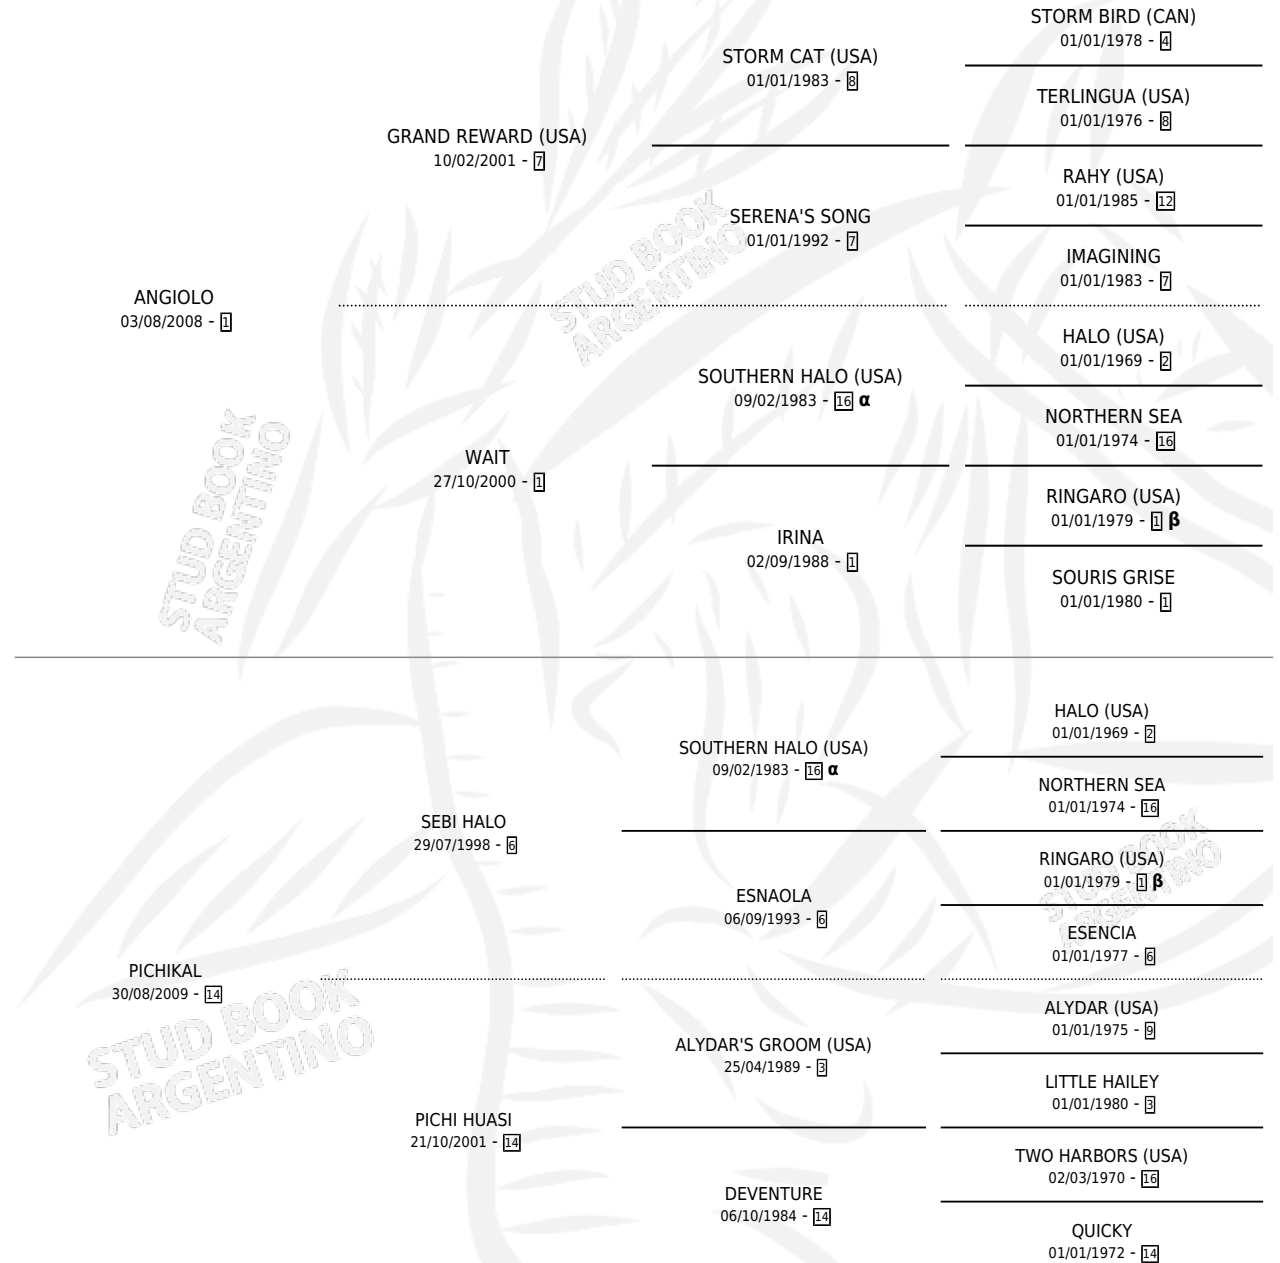 STORM BIRD (CAN)
01/01/1978 - 4
STORM CAT (USA)
01/01/1983 - 8
TERLINGUA (USA)
01/01/1976 - 8
GRAND REWARD (USA)
10/02/2001 - 7
RAHY (USA)
01/01/1985 - 12
SERENA'S SONG
01/01/1992 - 7
IMAGINING
01/01/1983 - 7
ANGIOLO
03/08/2008 - 1
HALO (USA)
01/01/1969 - 2
SOUTHERN HALO (USA)
09/02/1983 - 16 α
NORTHERN SEA
01/01/1974 - 16
WAIT
27/10/2000 - 1
RINGARO (USA)
01/01/1979 - 1 β
IRINA
02/09/1988 - 1
SOURIS GRISE
01/01/1980 - 1
STUD BOOK
ARGENTINO
STUD BOOK
ARGENTINO
HALO (USA)
01/01/1969 - 2
SOUTHERN HALO (USA)
09/02/1983 - 16 α
NORTHERN SEA
01/01/1974 - 16
SEBI HALO
29/07/1998 - 6
RINGARO (USA)
01/01/1979 - 1 β
ESNAOLA
06/09/1993 - 6
ESENCIA
01/01/1977 - 6
PICHIKAL
30/08/2009 - 14
ALYDAR (USA)
01/01/1975 - 9
ALYDAR'S GROOM (USA)
25/04/1989 - 3
LITTLE HAILEY
01/01/1980 - 3
PICHI HUASI
21/10/2001 - 14
TWO HARBORS (USA)
02/03/1970 - 16
DEVENTURE
06/10/1984 - 14
QUICKY
01/01/1972 - 14
STUD BOOK
ARGENTINO
STUD BOOK
ARGENTINO